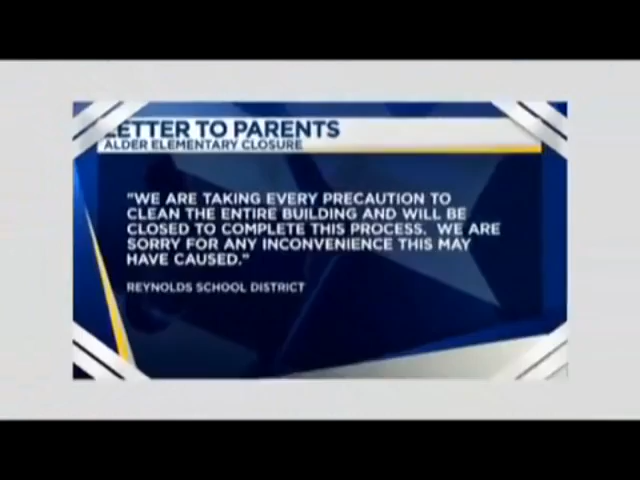 LETTER TO PARENTS
ALDER ELEMENTARY CLOSURE
"WE ARE TAKING EVERY PRECAUTION TO
CLEAN THE ENTIRE BUILDING AND WILL BE
CLOSED TO COMPLETE THIS PROCESS. WE ARE
SORRY FOR ANY INCONVENIENCE THIS MAY
HAVE CAUSED."
REYNOLDS SCHOOL DISTRICT